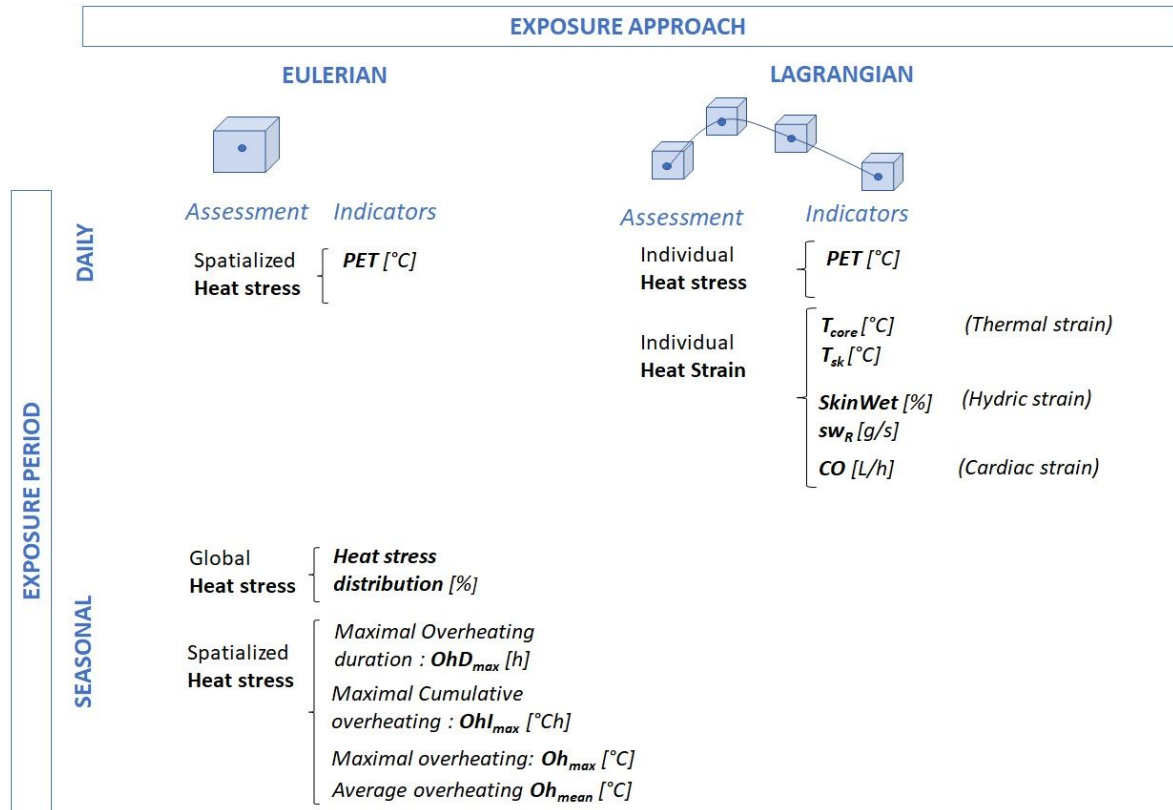 EXPOSURE APPROACH
EULERIAN
LAGRANGIAN
EXPOSURE PERIOD
DAILY
Assessment Indicators
Spatialized
Heat stress
PET [°C]
Assessment Indicators
Individual
Heat stress
PET [°C]
Individual
Heat Strain
Tcore [°C] (Thermal strain)
Tsk [°C]
SkinWet [%] (Hydric strain)
swR [g/s]
CO [L/h] (Cardiac strain)
SEASONAL
Global
Heat stress
Heat stress
distribution [%]
Spatialized
Heat stress
Maximal Overheating
duration : OhDmax [h]
Maximal Cumulative
overheating : OhImax [°Ch]
Maximal overheating: Ohmax [°C]
Average overheating Ohmean [°C]